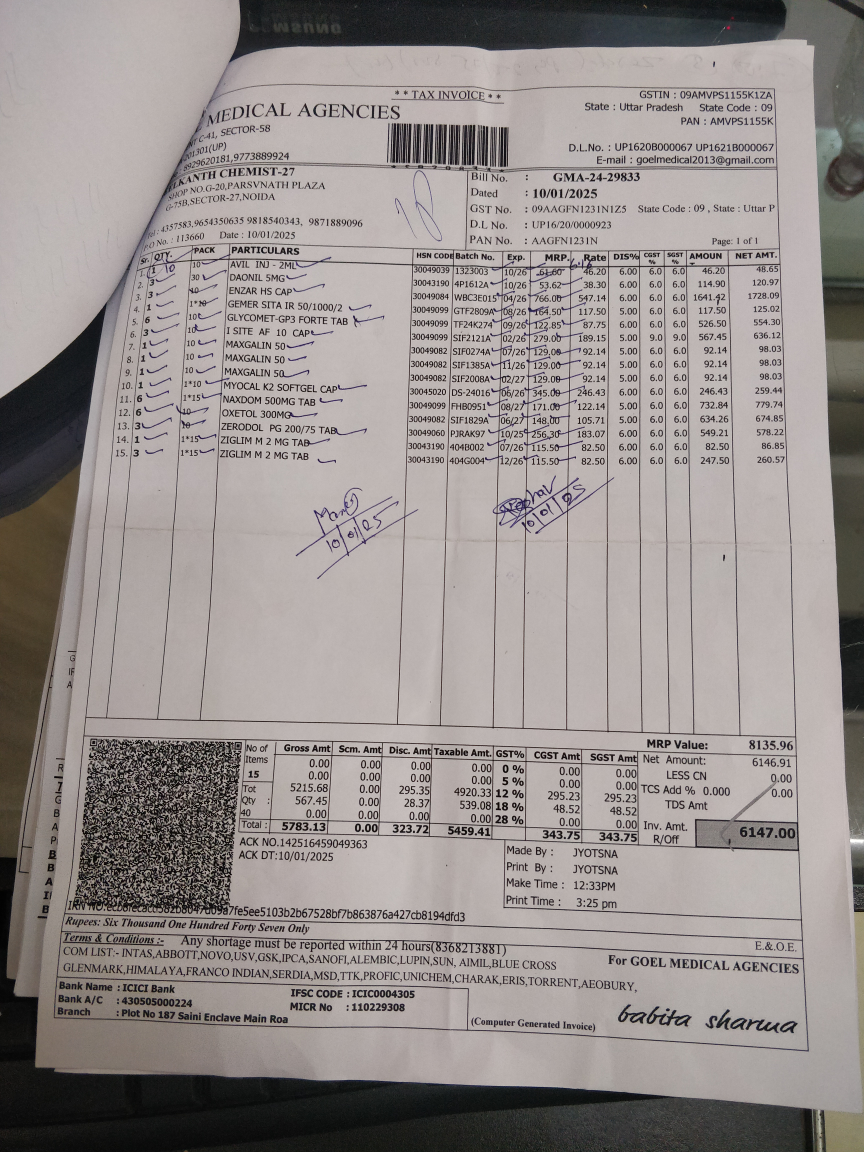 * * TAX INVOICE * *
MEDICAL AGENCIES
C-41, SECTOR-58
201301(UP)
8929620181,9773889924
GSTIN : 09AMVPS1155K1ZA
State : Uttar Pradesh State Code : 09
PAN : AMVPS1155K
D.L.No. : UP1620B000067 UP1621B000067
E-mail : goelmedical2013@gmail.com
ELKANTH CHEMIST-27
SHOP NO.G-20,PARSVNATH PLAZA
G-75B,SECTOR-27,NOIDA
Tel : 4357583,9654350635 9818540343, 9871889096
P.O No. : 113660 Date : 10/01/2025
Bill No. : GMA-24-29833
Dated : 10/01/2025
GST No. : 09AAGFN1231N1Z5 State Code : 09 , State : Uttar P
D.L No. : UP16/20/0000923
PAN No. : AAGFN1231N Page: 1 of 1
Sr. QTY. PACK PARTICULARS HSN CODE Batch No. Exp. MRP. Rate DIS% CGST % SGST % AMOUN NET AMT.
1. 1 10 10 AVIL INJ - 2ML 30049039 1323003 10/26 61.60 46.20 6.00 6.0 6.0 46.20 48.65
2. 3 30 DAONIL 5MG 30043190 4P1612A 10/26 53.62 38.30 6.00 6.0 6.0 114.90 120.97
3. 3 10 ENZAR HS CAP 30049084 WBC3E015 04/26 766.00 547.14 6.00 6.0 6.0 1641.42 1728.09
4. 1 1*10 GEMER SITA IR 50/1000/2 30049099 GTF2809A 08/26 164.50 117.50 6.00 6.0 6.0 117.50 125.02
5. 6 10 GLYCOMET-GP3 FORTE TAB 30049099 TF24K274 09/26 122.85 87.75 6.00 6.0 6.0 526.50 554.30
6. 3 10 I SITE AF 10 CAP 30049099 SIF2121A 02/26 279.00 189.15 5.00 9.0 9.0 567.45 636.12
7. 1 10 MAXGALIN 50 30049082 SIF0274A 07/26 129.00 92.14 5.00 6.0 6.0 92.14 98.03
8. 1 10 MAXGALIN 50 30049082 SIF1385A 11/26 129.00 92.14 5.00 6.0 6.0 92.14 98.03
9. 1 10 MAXGALIN 50 30049082 SIF2008A 02/27 129.00 92.14 5.00 6.0 6.0 92.14 98.03
10. 1 1*10 MYOCAL K2 SOFTGEL CAP 30045020 DS-24016 06/26 345.00 246.43 6.00 6.0 6.0 246.43 259.44
11. 6 1*15 NAXDOM 500MG TAB 30049099 FHB0951 08/27 171.00 122.14 5.00 6.0 6.0 732.84 779.74
12. 6 10 OXETOL 300MG 30049082 SIF1829A 06/27 148.00 105.71 5.00 6.0 6.0 634.26 674.85
13. 3 10 ZERODOL PG 200/75 TAB 30049060 PJRAK97 10/25 256.30 183.07 6.00 6.0 6.0 549.21 578.22
14. 1 1*15 ZIGLIM M 2 MG TAB 30043190 404B002 07/26 115.50 82.50 6.00 6.0 6.0 82.50 86.85
15. 3 1*15 ZIGLIM M 2 MG TAB 30043190 404G004 12/26 115.50 82.50 6.00 6.0 6.0 247.50 260.57
10/01/25
10/01/25
No of Items 15 Gross Amt Scm. Amt Disc. Amt Taxable Amt. GST% CGST Amt SGST Amt
0.00 0.00 0.00 0.00 0 % 0.00 0.00
0.00 0.00 0.00 0.00 5 % 0.00 0.00
Tot 5215.68 0.00 295.35 4920.33 12 % 295.23 295.23
Qty : 567.45 0.00 28.37 539.08 18 % 48.52 48.52
40 0.00 0.00 0.00 0.00 28 % 0.00 0.00
Total : 5783.13 0.00 323.72 5459.41 343.75 343.75
MRP Value: 8135.96
Net Amount: 6146.91
LESS CN 0.00
TCS Add % 0.000 0.00
TDS Amt
Inv. Amt. 6147.00
R/Off
ACK NO.142516459049363
ACK DT:10/01/2025
Made By : JYOTSNA
Print By : JYOTSNA
Make Time : 12:33PM
Print Time : 3:25 pm
Rupees: Six Thousand One Hundred Forty Seven Only
E.&.O.E.
Terms & Conditions :- Any shortage must be reported within 24 hours(8368213881)
COM LIST:- INTAS,ABBOTT,NOVO,USV,GSK,IPCA,SANOFI,ALEMBIC,LUPIN,SUN, AIMIL,BLUE CROSS
GLENMARK,HIMALAYA,FRANCO INDIAN,SERDIA,MSD,TTK,PROFIC,UNICHEM,CHARAK,ERIS,TORRENT,AEOBURY,
For GOEL MEDICAL AGENCIES
Bank Name : ICICI Bank IFSC CODE : ICIC0004305
Bank A/C : 430505000224 MICR No : 110229308
Branch : Plot No 187 Saini Enclave Main Roa
(Computer Generated Invoice)
babita sharma